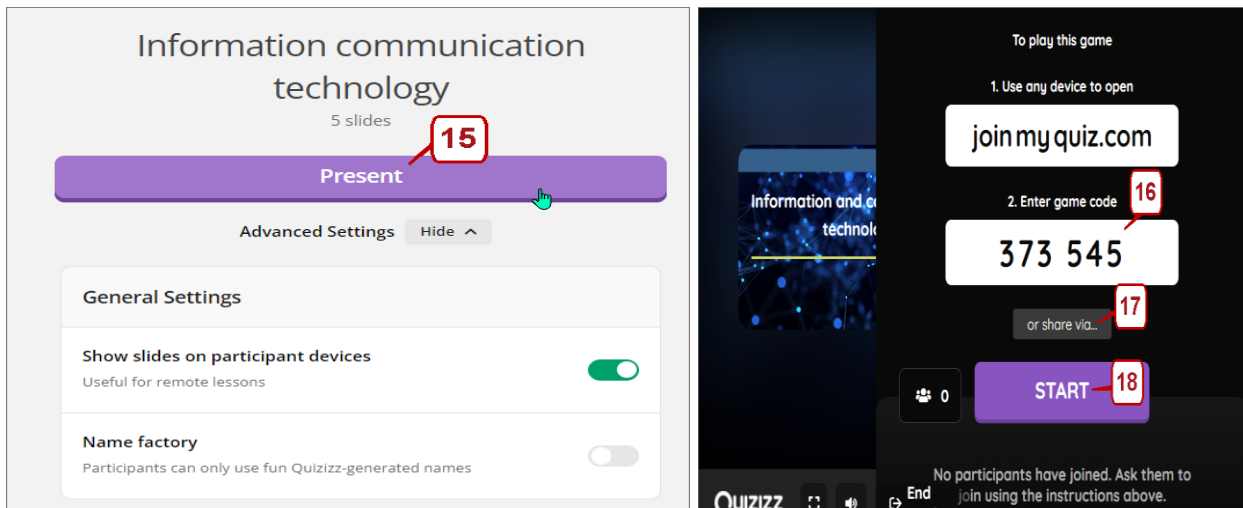 Information communication
technology
5 slides
15
Present
Advanced Settings Hide
General Settings
Show slides on participant devices
Useful for remote lessons
Name factory
Participants can only use fun Quizizz-generated names
Information and
technol
Quizizz
To play this game
1. Use any device to open
joinmyquiz.com
16
2. Enter game code
373 545
17
or share via...
18
0
START
No participants have joined. Ask them to
join using the instructions above.
End